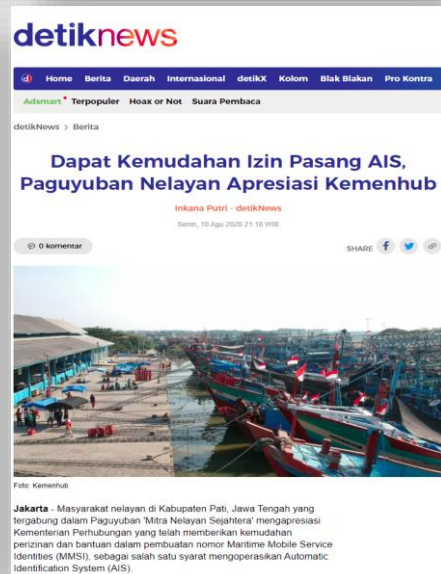 detiknews
d Home Berita Daerah Internasional detikX Kolom Blak Blakan Pro Kontra
Adsmart Terpopuler Hoax or Not Suara Pembaca
detikNews > Berita
Dapat Kemudahan Izin Pasang AIS,
Paguyuban Nelayan Apresiasi Kemenhub
Inkana Putri - detikNews
Senin, 10 Agu 2020 21:16 WIB
0 komentar
SHARE
Foto: Kemenhub
Jakarta - Masyarakat nelayan di Kabupaten Pati, Jawa Tengah yang
tergabung dalam Paguyuban 'Mitra Nelayan Sejahtera' mengapresiasi
Kementerian Perhubungan yang telah memberikan kemudahan
perizinan dan bantuan dalam pembuatan nomor Maritime Mobile Service
Identities (MMSI), sebagai salah satu syarat mengoperasikan Automatic
Identification System (AIS).